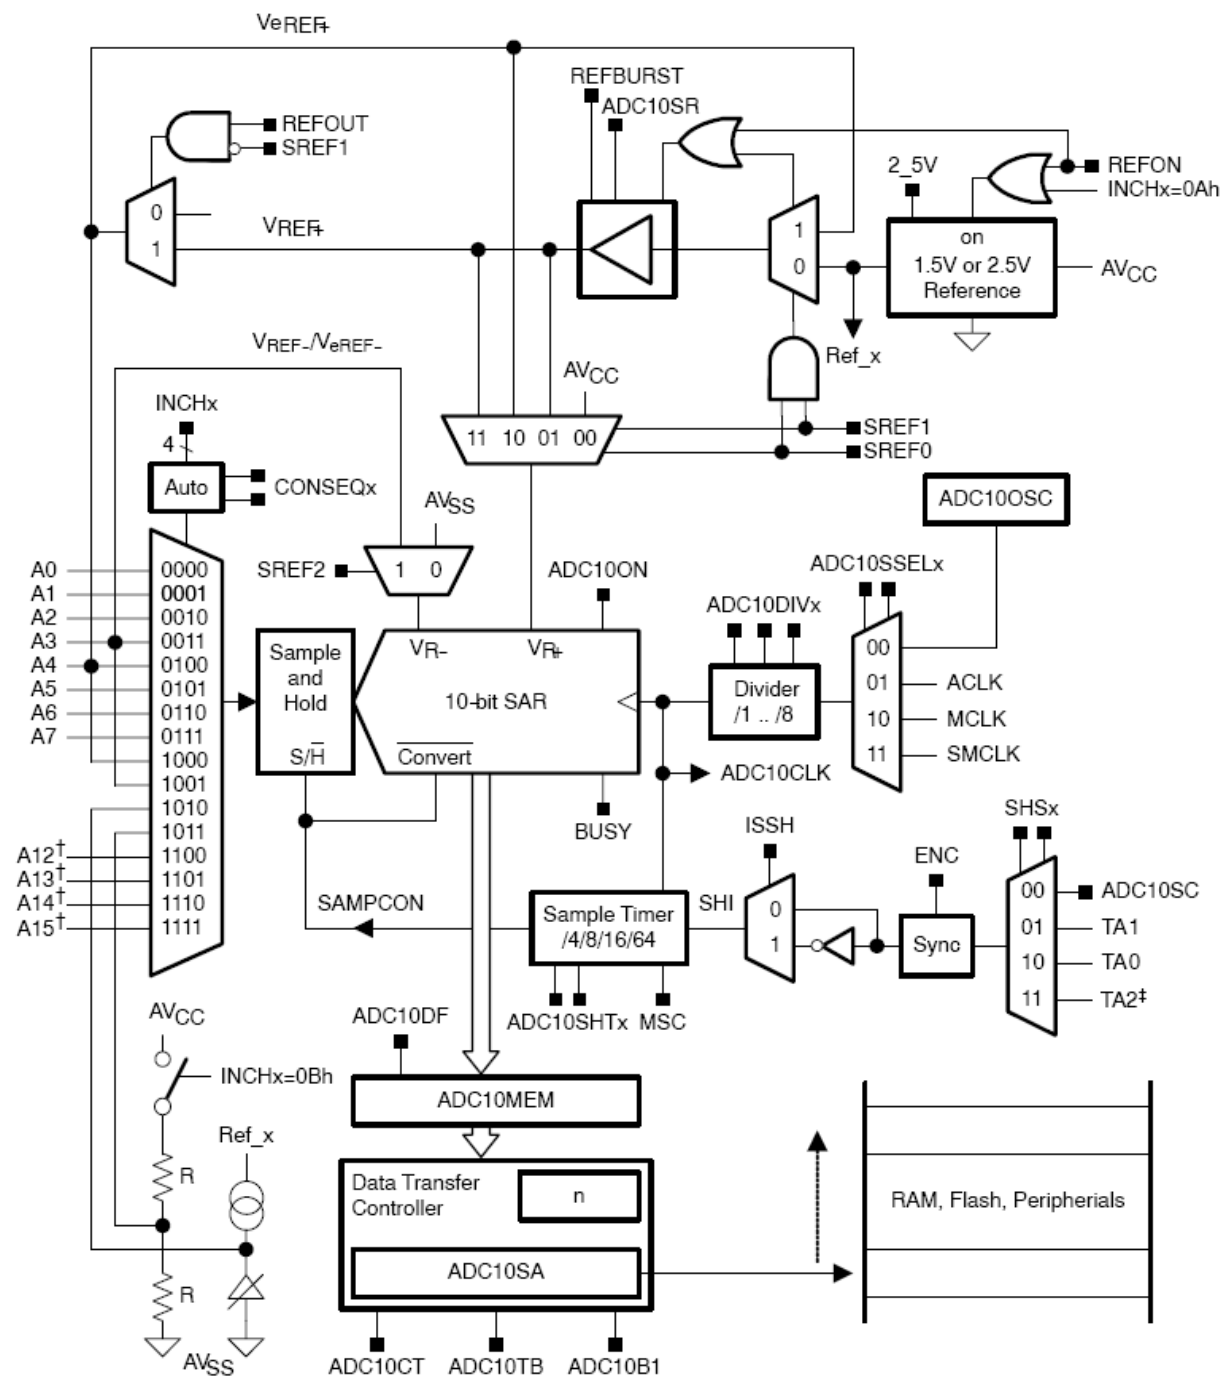 VeREF+
REFBURST
ADC10SR
REFOUT
SREF1
2_5V
REFON
INCHx=0Ah
0
1
VREF+
1
0
on
1.5V or 2.5V
Reference
AVCC
Ref_x
VREF-/VeREF-
AVCC
INCHx
4
11 10 01 00
SREF1
SREF0
Auto
CONSEQx
AVSS
ADC10OSC
SREF2
1 0
ADC10ON
ADC10SSELx
ADC10DIVx
A0 0000
A1 0001
A2 0010
A3 0011
A4 0100
A5 0101
A6 0110
A7 0111
1000
1001
1010
1011
A12† 1100
A13† 1101
A14† 1110
A15† 1111
Sample
and
Hold
S/H̅
VR-
VR+
10-bit SAR
Convert
Divider
/1 .. /8
00
01 ACLK
10 MCLK
11 SMCLK
ADC10CLK
BUSY
ISSH
SHSx
ENC
SAMPCON
Sample Timer
/4/8/16/64
SHI
0
1
Sync
00 ADC10SC
01 TA1
10 TA0
11 TA2‡
ADC10SHTx
MSC
AVCC
ADC10DF
INCHx=0Bh
ADC10MEM
Ref_x
R
Data Transfer
Controller
n
RAM, Flash, Peripherials
ADC10SA
R
AVSS
ADC10CT
ADC10TB
ADC10B1